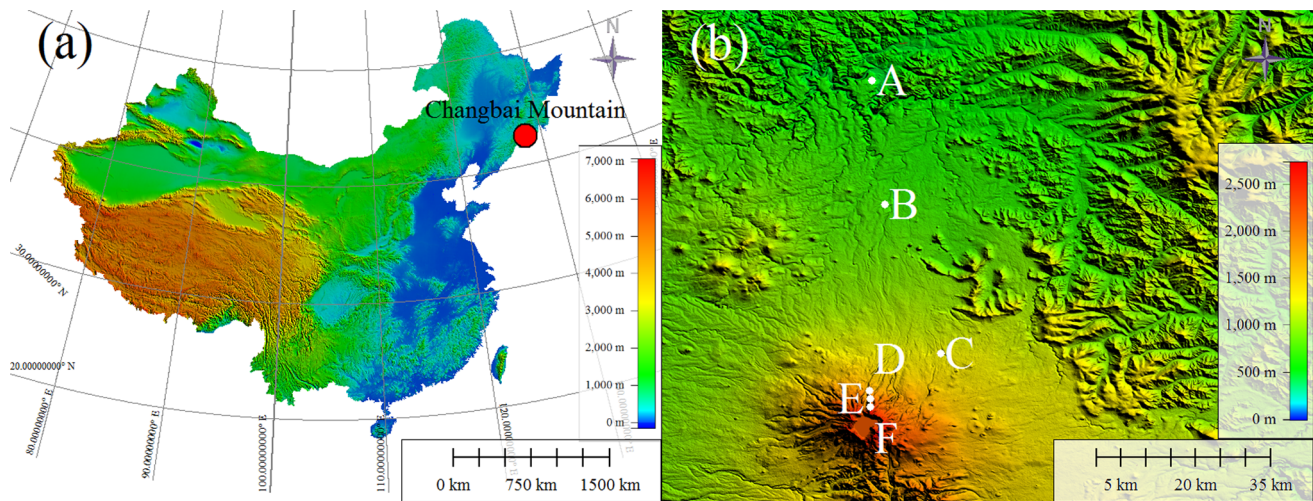 (a)
N
Changbai Mountain
7,000 m
6,000 m
5,000 m
4,000 m
3,000 m
2,000 m
1,000 m
0 m
30.00000000° N
20.00000000° N
80.0000000° E
90.0000000° E
100.00000000° E
110.00000000° E
120.00000000° E
0 km 750 km 1500 km
(b)
N
A
B
C
D
E
F
2,500 m
2,000 m
1,500 m
1,000 m
500 m
0 m
5 km 20 km 35 km